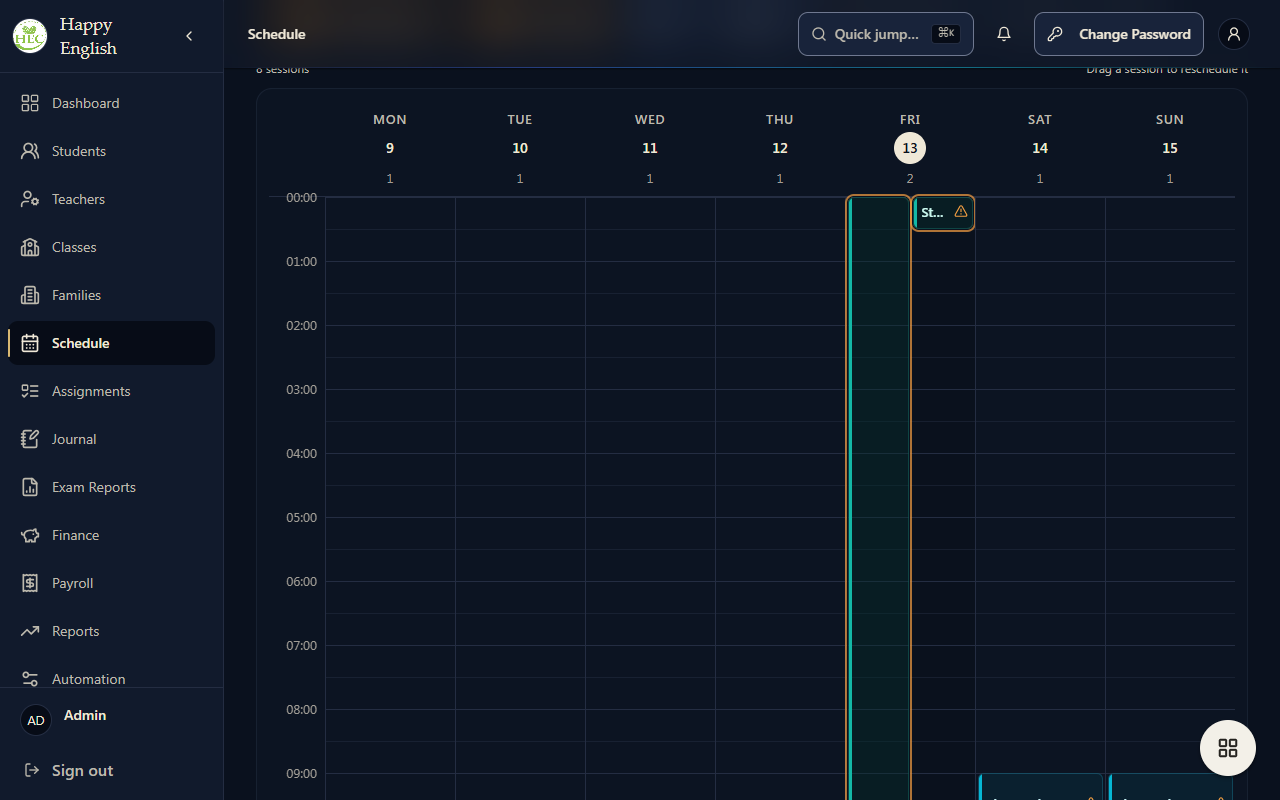 HEC
Happy
English
Schedule
Quick jump...
⌘K
Change Password
8 sessions
Drag a session to reschedule it
Dashboard
Students
Teachers
Classes
Families
Schedule
Assignments
Journal
Exam Reports
Finance
Payroll
Reports
Automation
AD
Admin
Sign out
MON TUE WED THU FRI SAT SUN
9 10 11 12 13 14 15
1 1 1 1 2 1 1
00:00
St...
01:00
02:00
03:00
04:00
05:00
06:00
07:00
08:00
09:00